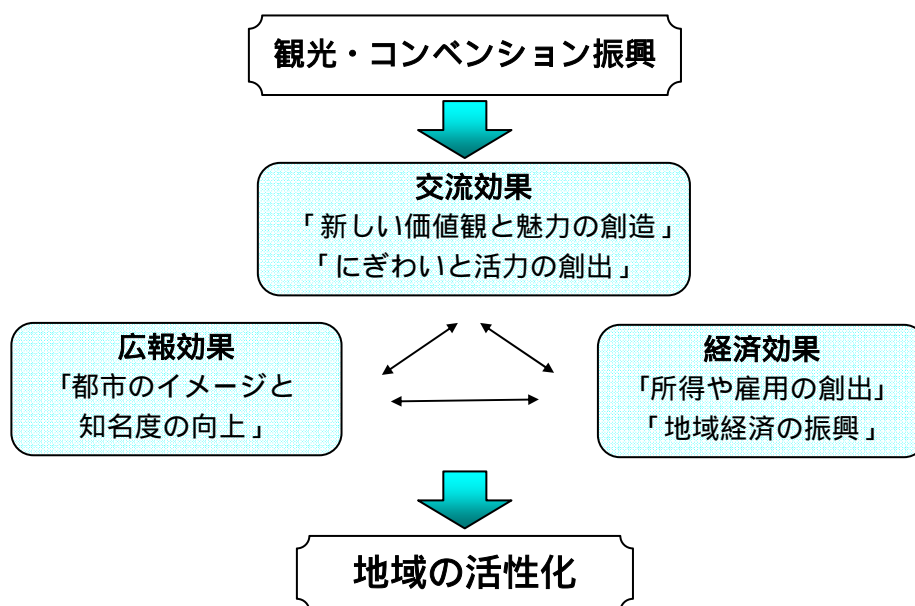 観光・コンベンション振興
交流効果
「新しい価値観と魅力の創造」
「にぎわいと活力の創出」
広報効果
「都市のイメージと
知名度の向上」
経済効果
「所得や雇用の創出」
「地域経済の振興」
地域の活性化